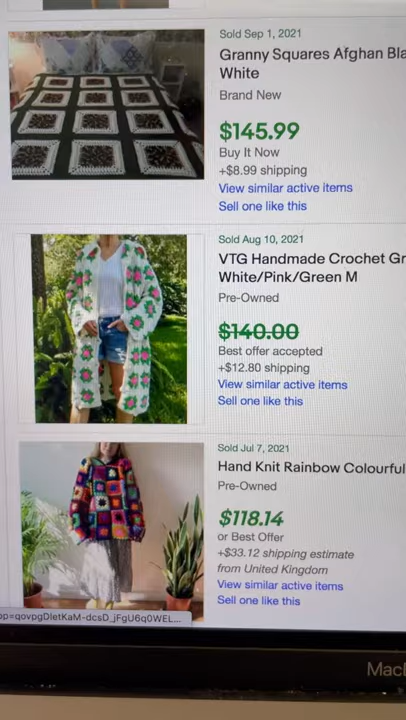 Sold Sep 1, 2021
Granny Squares Afghan Bla
White
Brand New
$145.99
Buy It Now
+$8.99 shipping
View similar active items
Sell one like this
Sold Aug 10, 2021
VTG Handmade Crochet Gr
White/Pink/Green M
Pre-Owned
$140.00
Best offer accepted
+$12.80 shipping
View similar active items
Sell one like this
Sold Jul 7, 2021
Hand Knit Rainbow Colourful
Pre-Owned
$118.14
or Best Offer
+$33.12 shipping estimate
from United Kingdom
View similar active items
Sell one like this
MacB